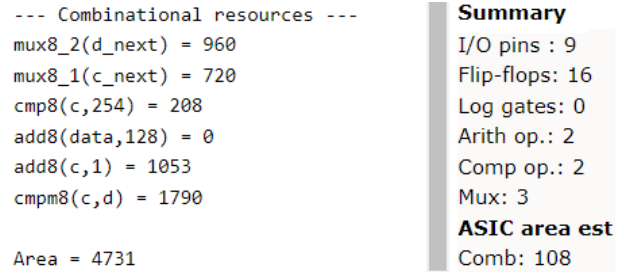 --- Combinational resources ---
mux8_2(d_next) = 960
mux8_1(c_next) = 720
cmp8(c,254) = 208
add8(data,128) = 0
add8(c,1) = 1053
cmpm8(c,d) = 1790
Area = 4731
Summary
I/O pins : 9
Flip-flops: 16
Log gates: 0
Arith op.: 2
Comp op.: 2
Mux: 3
ASIC area est
Comb: 108